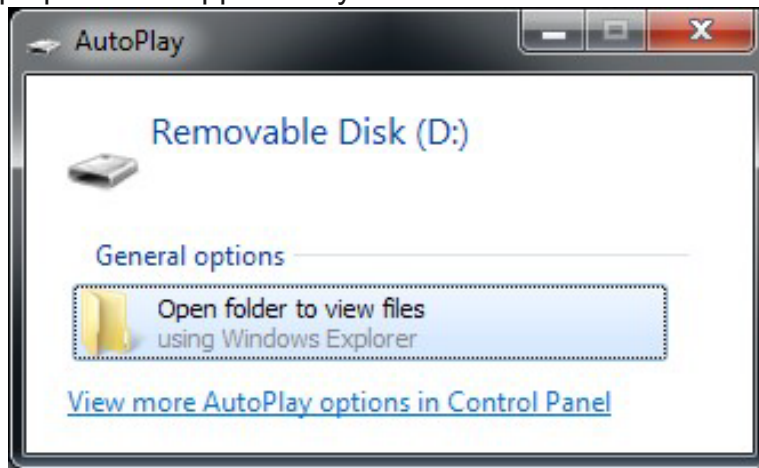 AutoPlay
Removable Disk (D:)
General options
Open folder to view files
using Windows Explorer
View more AutoPlay options in Control Panel